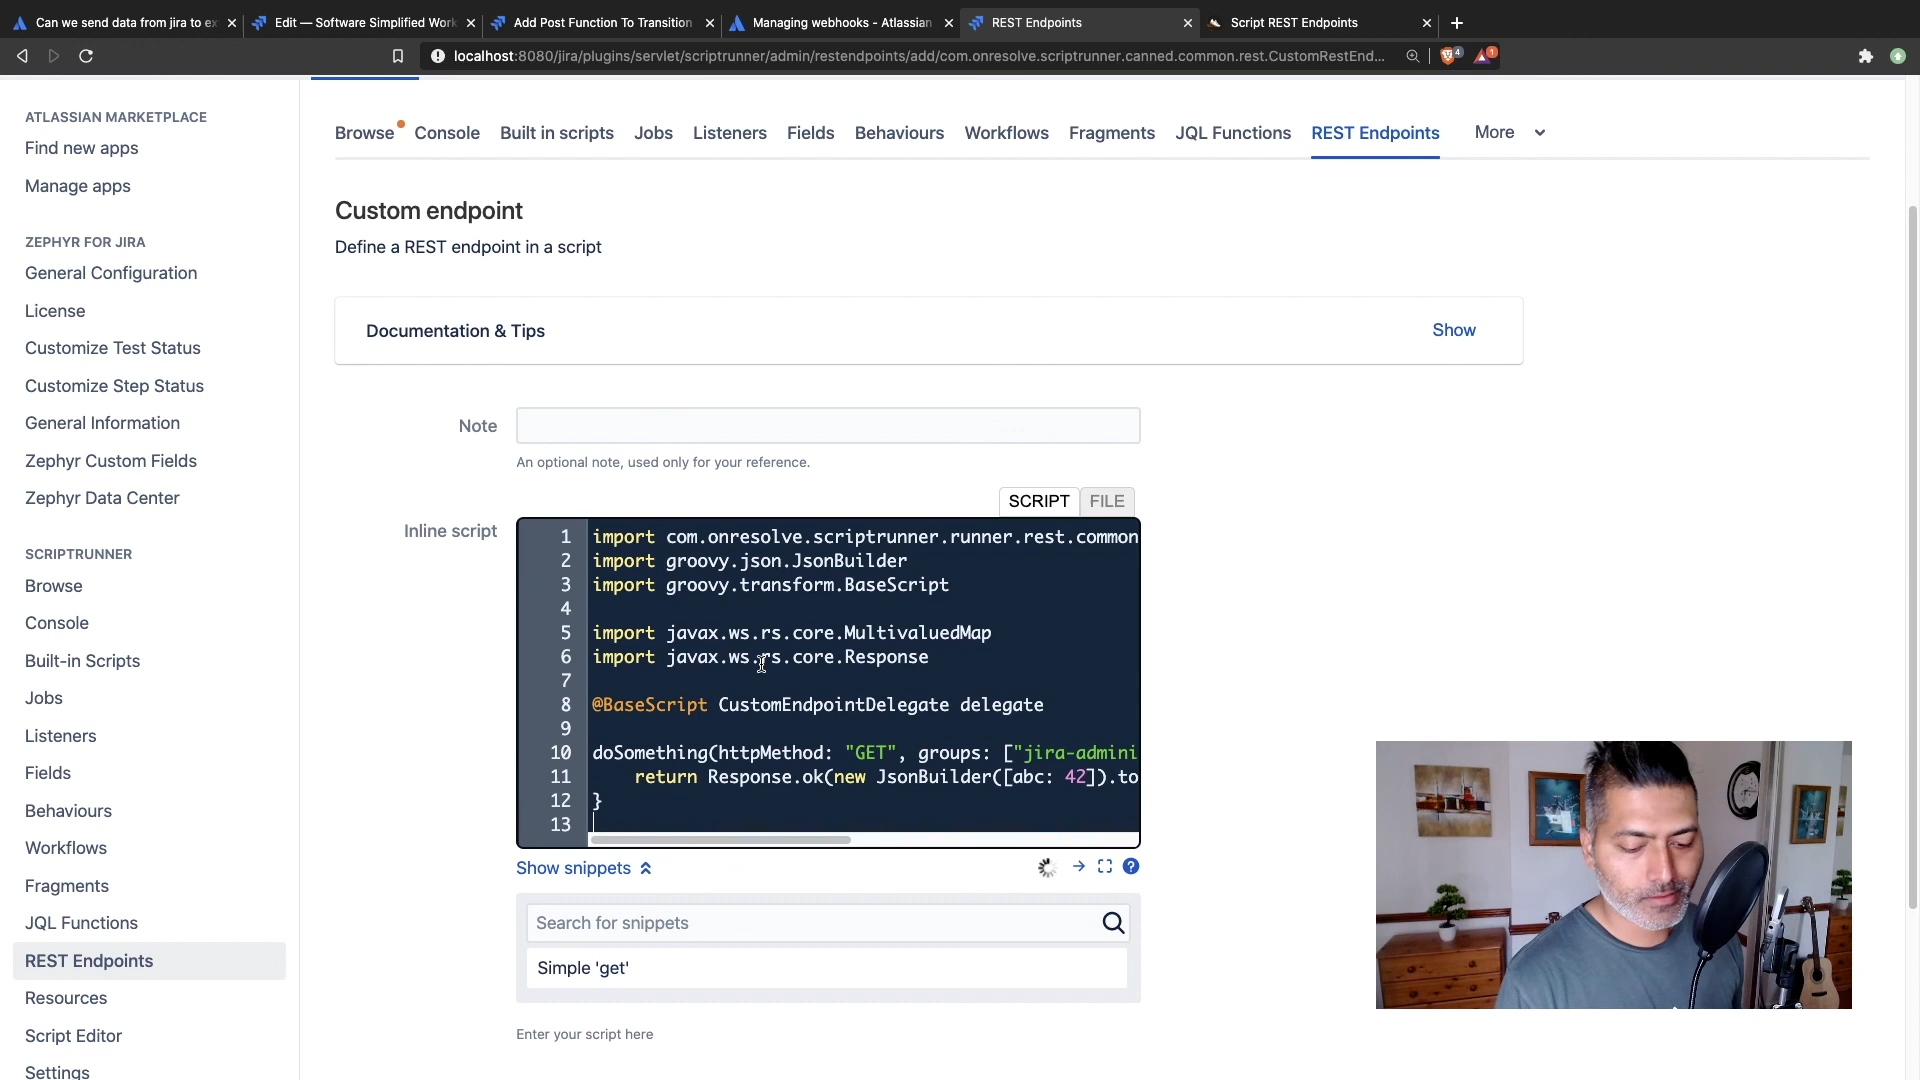 Can we send data from jira to ex
Edit — Software Simplified Work
Add Post Function To Transition
Managing webhooks - Atlassian
REST Endpoints
Script REST Endpoints
localhost:8080/jira/plugins/servlet/scriptrunner/admin/restendpoints/add/com.onresolve.scriptrunner.canned.common.rest.CustomRestEnd...
4
1
ATLASSIAN MARKETPLACE
Find new apps
Manage apps
ZEPHYR FOR JIRA
General Configuration
License
Customize Test Status
Customize Step Status
General Information
Zephyr Custom Fields
Zephyr Data Center
SCRIPTRUNNER
Browse
Console
Built-in Scripts
Jobs
Listeners
Fields
Behaviours
Workflows
Fragments
JQL Functions
REST Endpoints
Resources
Script Editor
Settings
Browse Console Built in scripts Jobs Listeners Fields Behaviours Workflows Fragments JQL Functions REST Endpoints More
Custom endpoint
Define a REST endpoint in a script
Documentation & Tips
Show
Note
An optional note, used only for your reference.
SCRIPT FILE
Inline script
1 import com.onresolve.scriptrunner.runner.rest.common
2 import groovy.json.JsonBuilder
3 import groovy.transform.BaseScript
4
5 import javax.ws.rs.core.MultivaluedMap
6 import javax.ws.rs.core.Response
7
8 @BaseScript CustomEndpointDelegate delegate
9
10 doSomething(httpMethod: "GET", groups: ["jira-admini
11 return Response.ok(new JsonBuilder([abc: 42]).to
12 }
13
Show snippets
Search for snippets
Simple 'get'
Enter your script here